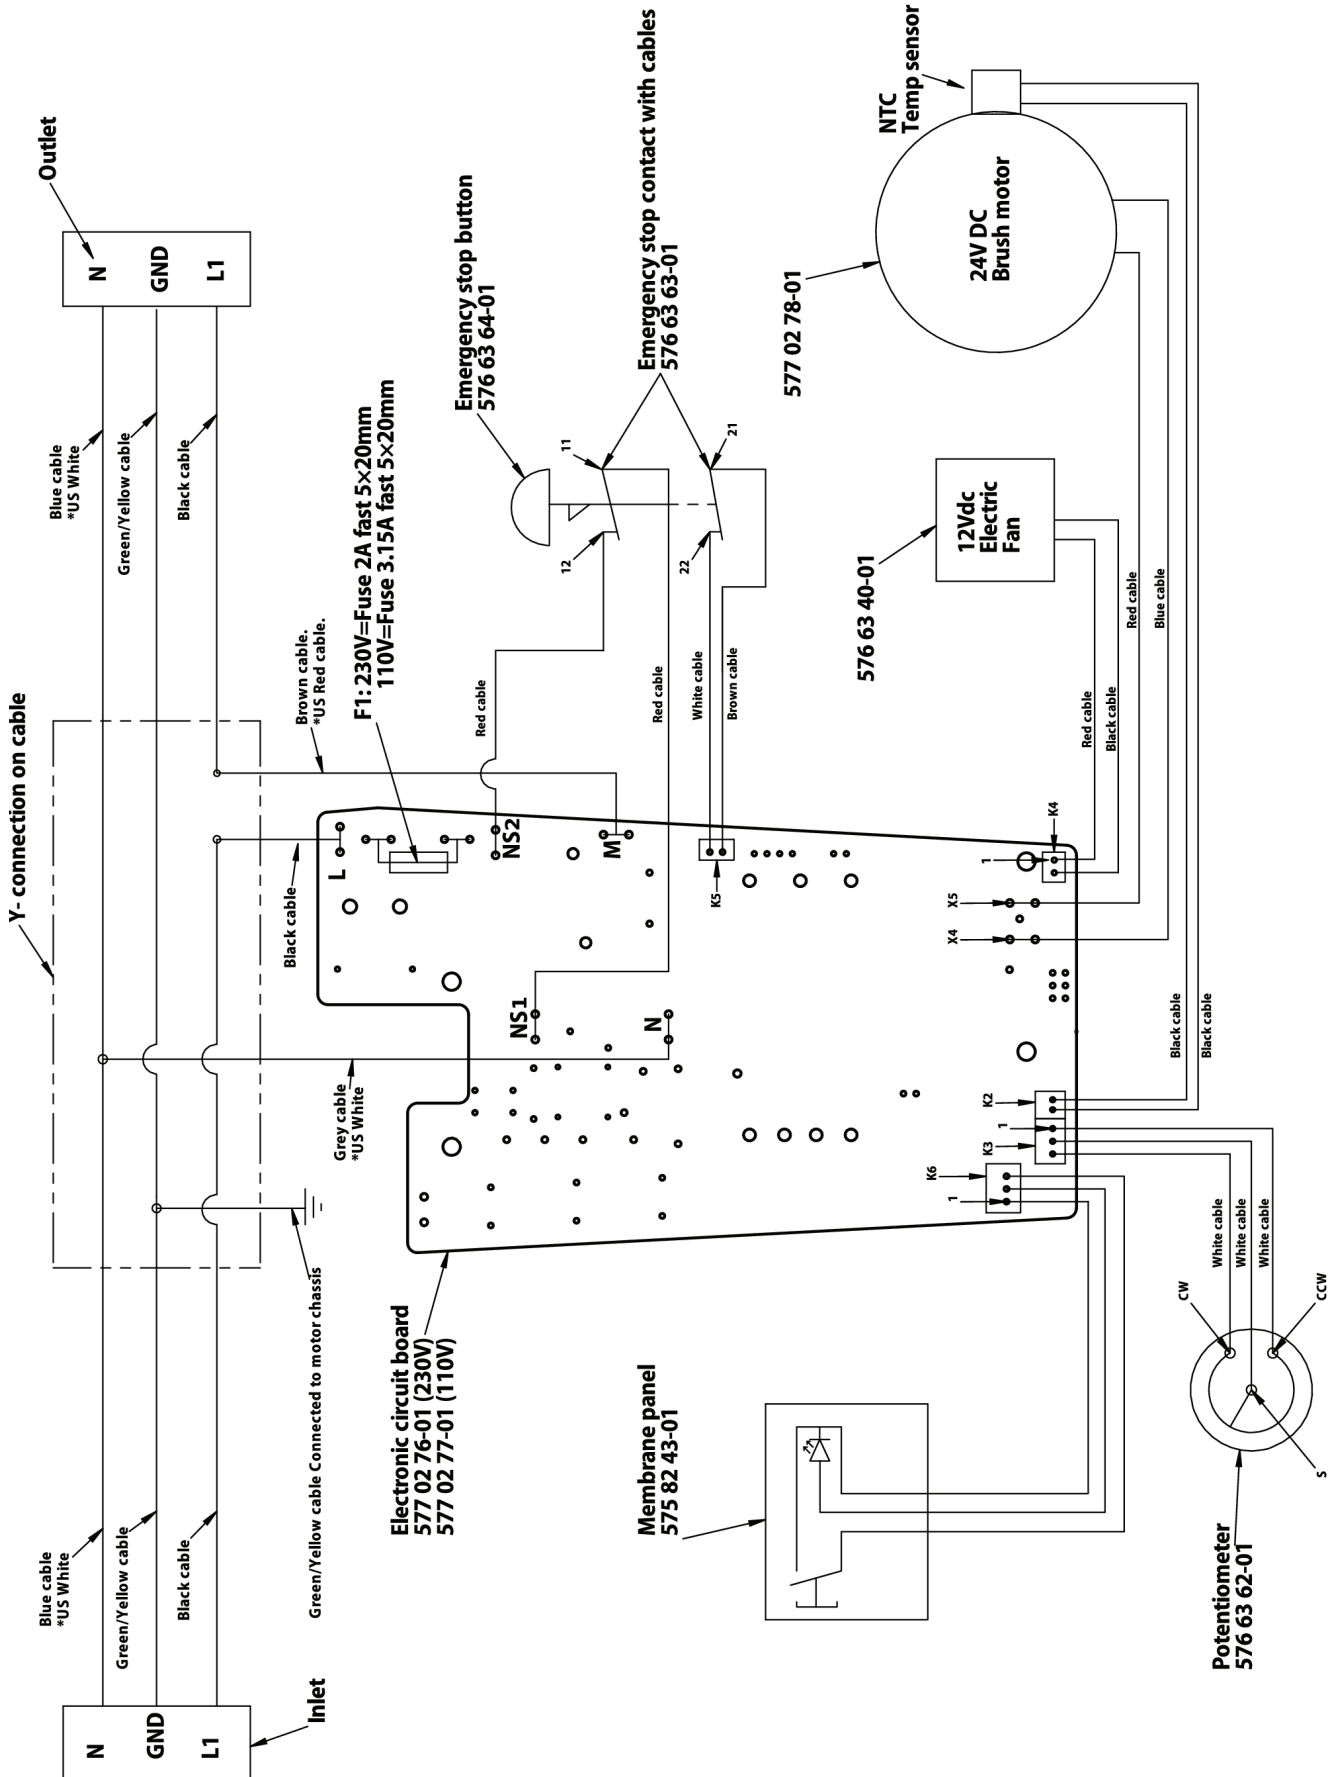 Y- connection on cable
Outlet
N
GND
L1
Blue cable
*US White
Green/Yellow cable
Black cable
Blue cable
*US White
Green/Yellow cable
Black cable
N
GND
L1
Inlet
Green/Yellow cable Connected to motor chassis
Grey cable
*US White
Black cable
Brown cable.
*US Red cable.
F1: 230V=Fuse 2A fast 5×20mm
110V=Fuse 3.15A fast 5×20mm
Emergency stop button
576 63 64-01
Emergency stop contact with cables
576 63 63-01
11
12
21
22
Red cable
Red cable
White cable
Brown cable
L
NS2
M
NS1
N
K5
Electronic circuit board
577 02 76-01 (230V)
577 02 77-01 (110V)
NTC
Temp sensor
24V DC
Brush motor
577 02 78-01
12Vdc
Electric
Fan
576 63 40-01
Red cable
Blue cable
Red cable
Black cable
Black cable
Black cable
K4
1
X5
X4
K2
1
K3
K6
1
Membrane panel
575 82 43-01
White cable
White cable
White cable
CW
CCW
S
Potentiometer
576 63 62-01